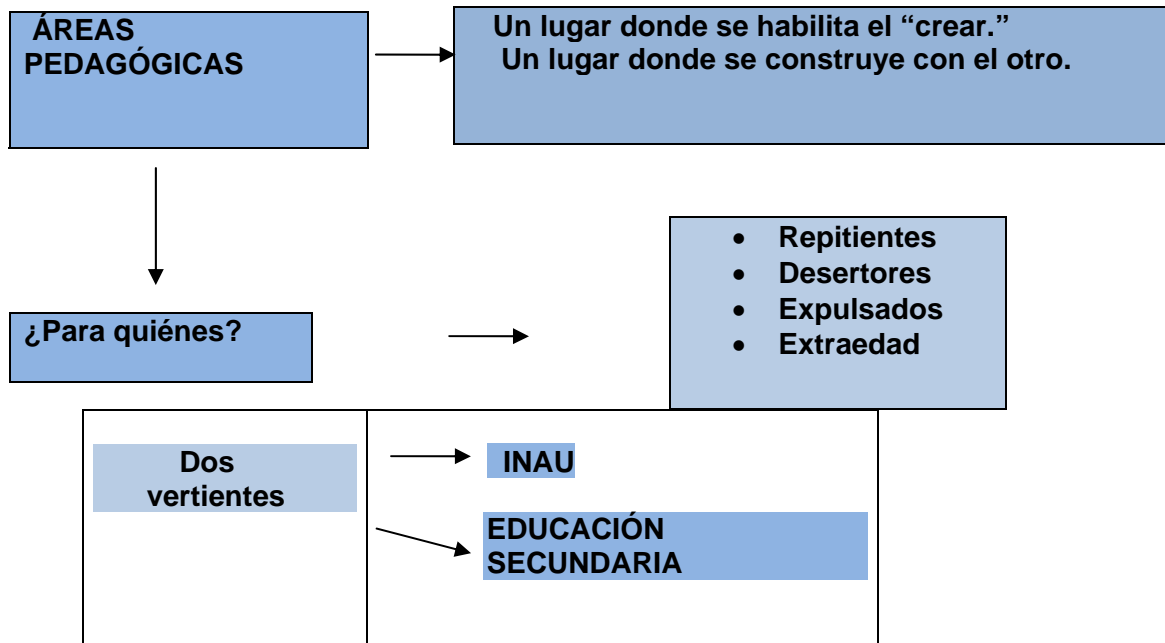 ÁREAS
PEDAGÓGICAS
Un lugar donde se habilita el “crear.”
Un lugar donde se construye con el otro.
¿Para quiénes?
• Repitientes
• Desertores
• Expulsados
• Extraedad
Dos
vertientes
INAU
EDUCACIÓN
SECUNDARIA